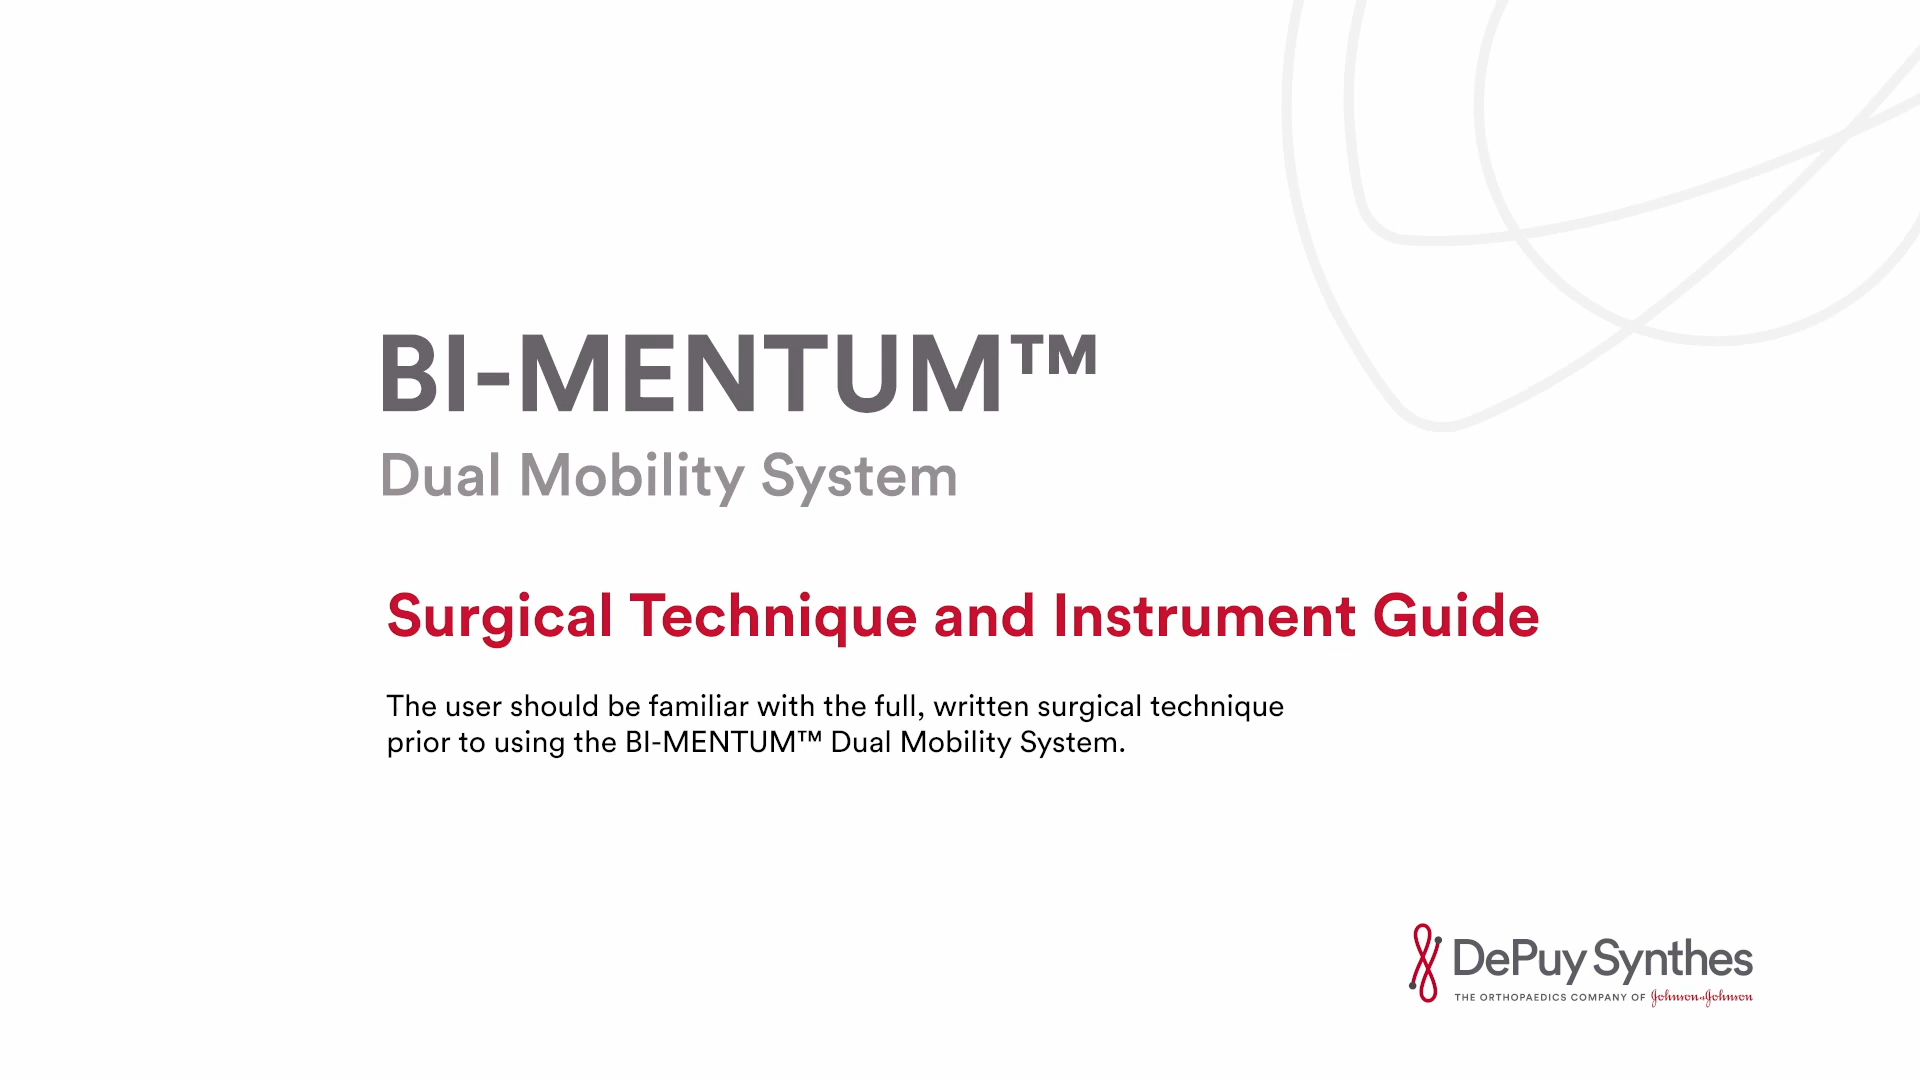 BI-MENTUM™
Dual Mobility System
Surgical Technique and Instrument Guide
The user should be familiar with the full, written surgical technique
prior to using the BI-MENTUM™ Dual Mobility System.
DePuy Synthes
THE ORTHOPAEDICS COMPANY OF Johnson & Johnson